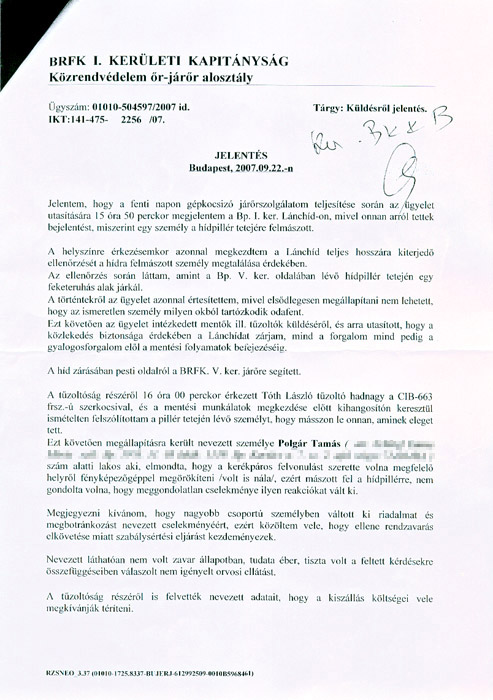 BRFK I. KERÜLETI KAPITÁNYSÁG
Közrendvédelem őr-járőr alosztály
Ügyszám: 01010-504597/2007 id.
Tárgy: Küldésről jelentés.
IKT:141-475- 2256 /07.
JELENTÉS
Budapest, 2007.09.22.-n
Jelentem, hogy a fenti napon gépkocsizó járőrszolgálatom teljesítése során az ügyelet
utasítására 15 óra 50 perckor megjelentem a Bp. I. ker. Lánchíd-on, mivel onnan arról tettek
bejelentést, miszerint egy személy a hídpillér tetejére felmászott.
A helyszínre érkezésemkor azonnal megkezdtem a Lánchíd teljes hosszára kiterjedő
ellenőrzését a hídra felmászott személy megtalálása érdekében.
Az ellenőrzés során láttam, amint a Bp. V. ker. oldalában lévő hídpillér tetején egy
feketeruhás alak járkál.
A történtekről az ügyelet azonnal értesítettem, mivel elsődlegesen megállapítani nem lehetett,
hogy az ismeretlen személy milyen okból tartózkodik odafent.
Ezt követően az ügyelet intézkedett mentők ill. tűzoltók küldéséről, és arra utasított, hogy a
közlekedés biztonsága érdekében a Lánchídat zárjam, mind a forgalom mind pedig a
gyalogosforgalom elől a mentési folyamatok befejezéséig.
A híd zárásában pesti oldalról a BRFK. V. ker. járőre segített.
A tűzoltóság részéről 16 óra 00 perckor érkezett Tóth László tűzoltó hadnagy a CIB-663
frsz.-ú szerkocsival, és a mentési munkálatok megkezdése előtt kihangosítón keresztül
ismételten felszólítottam a pillér tetején lévő személyt, hogy másszon le onnan, aminek eleget
tett.
Ezt követően megállapításra került nevezett személye Polgár Tamás /
szám alatti lakos aki, elmondta, hogy a kerékpáros felvonulást szerette volna megfelelő
helyről fényképezőgéppel megörökíteni /volt is nála/, ezért mászott fel a hídpillérre, nem
gondolta volna, hogy meggondolatlan cselekménye ilyen reakciókat vált ki.
Megjegyezni kívánom, hogy nagyobb csoportú személyben váltott ki riadalmat és
megbotránkozást nevezett cselekményéért, ezért közöltem vele, hogy ellene rendzavarás
elkövetése miatt szabálysértési eljárást kezdeményezek.
Nevezett láthatóan nem volt zavar állapotban, tudata éber, tiszta volt a feltett kérdésekre
összefüggéseiben válaszolt nem igényelt orvosi ellátást.
A tűzoltóság részéről is felvették nevezett adatait, hogy a kiszállás költségei vele
megkívánják téríteni.
RZSNEO_3.37 (01010-1725.8337-BUJERJ-612992509-0010B5968461)